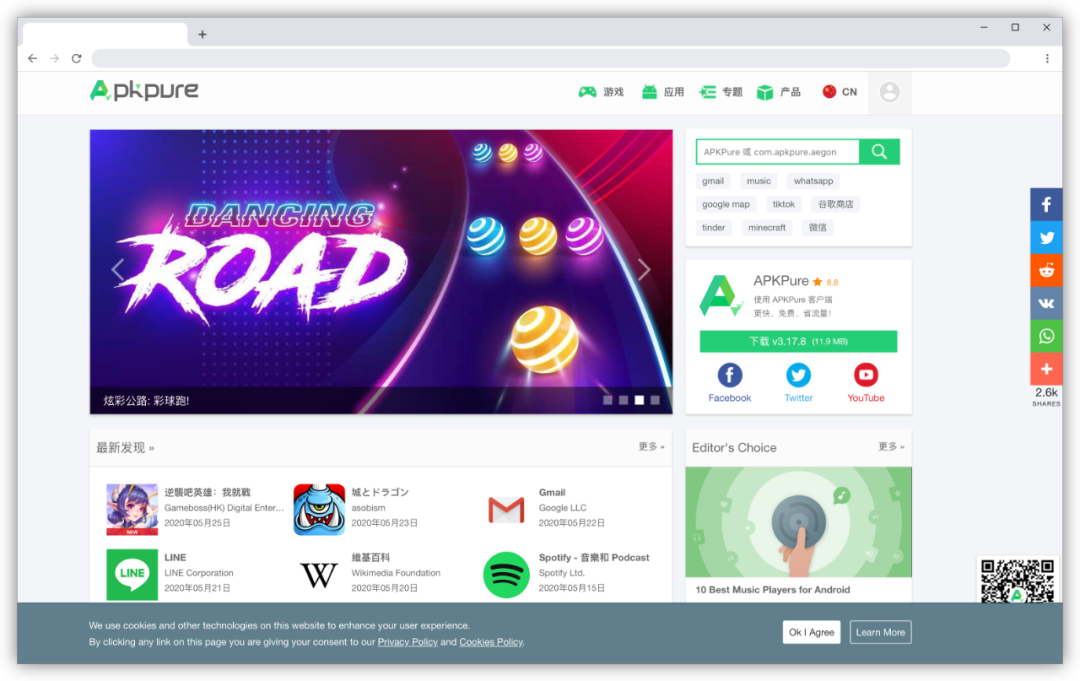 Apkpure
游戏
应用
专题
产品
CN
DANCING
ROAD
炫彩公路: 彩球跑!
APKPure 或 com.apkpure.aegon
gmail
music
whatsapp
google map
tiktok
谷歌商店
tinder
minecraft
微信
APKPure
8.8
使用 APKPure 客户端
更快、免费、省流量!
下载 v3.17.8 (11.9 MB)
Facebook
Twitter
YouTube
2.6k
SHARES
最新发现 »
更多 »
逆襲吧英雄：我就戰
Gameboss(HK) Digital Enter...
2020年05月25日
NEW
城とドラゴン
asobism
2020年05月23日
Gmail
Google LLC
2020年05月22日
LINE
LINE
LINE Corporation
2020年05月21日
W
維基百科
Wikimedia Foundation
2020年05月20日
Spotify - 音樂和 Podcast
Spotify Ltd.
2020年05月15日
Editor's Choice
更多 »
10 Best Music Players for Android
We use cookies and other technologies on this website to enhance your user experience.
By clicking any link on this page you are giving your consent to our Privacy Policy and Cookies Policy.
Ok I Agree
Learn More